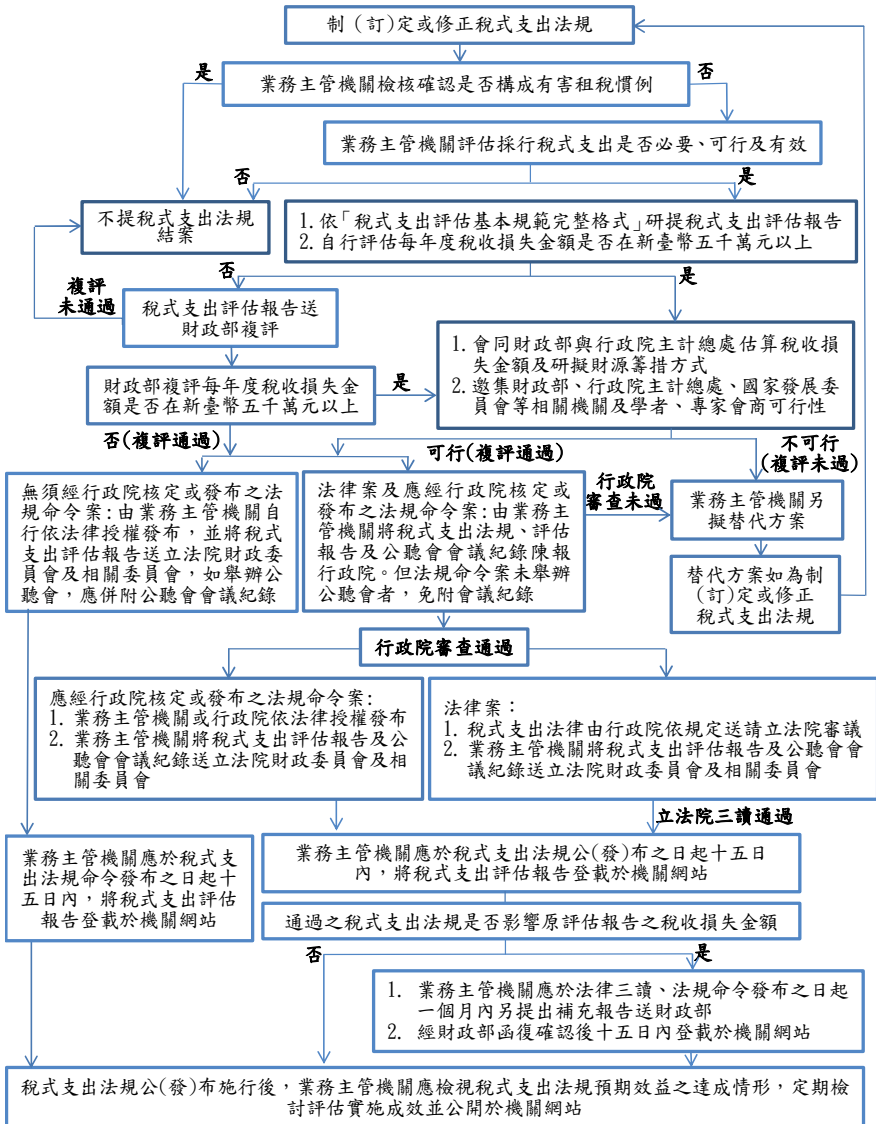 制（訂)定或修正稅式支出法規
是
業務主管機關檢核確認是否構成有害租稅慣例
否
業務主管機關評估採行稅式支出是否必要、可行及有效
否
是
不提稅式支出法規
結案
1. 依「稅式支出評估基本規範完整格式」研提稅式支出評估報告
2. 自行評估每年度稅收損失金額是否在新臺幣五千萬元以上
否
是
複評
未通過
稅式支出評估報告送
財政部複評
1. 會同財政部與行政院主計總處估算稅收損
失金額及研擬財源籌措方式
2. 邀集財政部、行政院主計總處、國家發展委
員會等相關機關及學者、專家會商可行性
財政部複評每年度稅收損失金
額是否在新臺幣五千萬元以上
是
否(複評通過)
可行(複評通過)
不可行
(複評未過)
無須經行政院核定或發布之法
規命令案:由業務主管機關自
行依法律授權發布，並將稅式
支出評估報告送立法院財政委
員會及相關委員會，如舉辦公
聽會，應併附公聽會會議紀錄
法律案及應經行政院核定或
發布之法規命令案:由業務主
管機關將稅式支出法規、評估
報告及公聽會會議紀錄陳報
行政院。但法規命令案未舉辦
公聽會者，免附會議紀錄
行政院
審查未過
業務主管機關另
擬替代方案
替代方案如為制
(訂)定或修正
稅式支出法規
行政院審查通過
應經行政院核定或發布之法規命令案:
1. 業務主管機關或行政院依法律授權發布
2. 業務主管機關將稅式支出評估報告及公
聽會會議紀錄送立法院財政委員會及相
關委員會
法律案：
1. 稅式支出法律由行政院依規定送請立法院審議
2. 業務主管機關將稅式支出評估報告及公聽會會
議紀錄送立法院財政委員會及相關委員會
立法院三讀通過
業務主管機關應於稅式支
出法規命令發布之日起十
五日內，將稅式支出評估
報告登載於機關網站
業務主管機關應於稅式支出法規公(發)布之日起十五日
內，將稅式支出評估報告登載於機關網站
通過之稅式支出法規是否影響原評估報告之稅收損失金額
否
是
1. 業務主管機關應於法律三讀、法規命令發布之日起
一個月內另提出補充報告送財政部
2. 經財政部函復確認後十五日內登載於機關網站
稅式支出法規公(發)布施行後，業務主管機關應檢視稅式支出法規預期效益之達成情形，定期檢
討評估實施成效並公開於機關網站